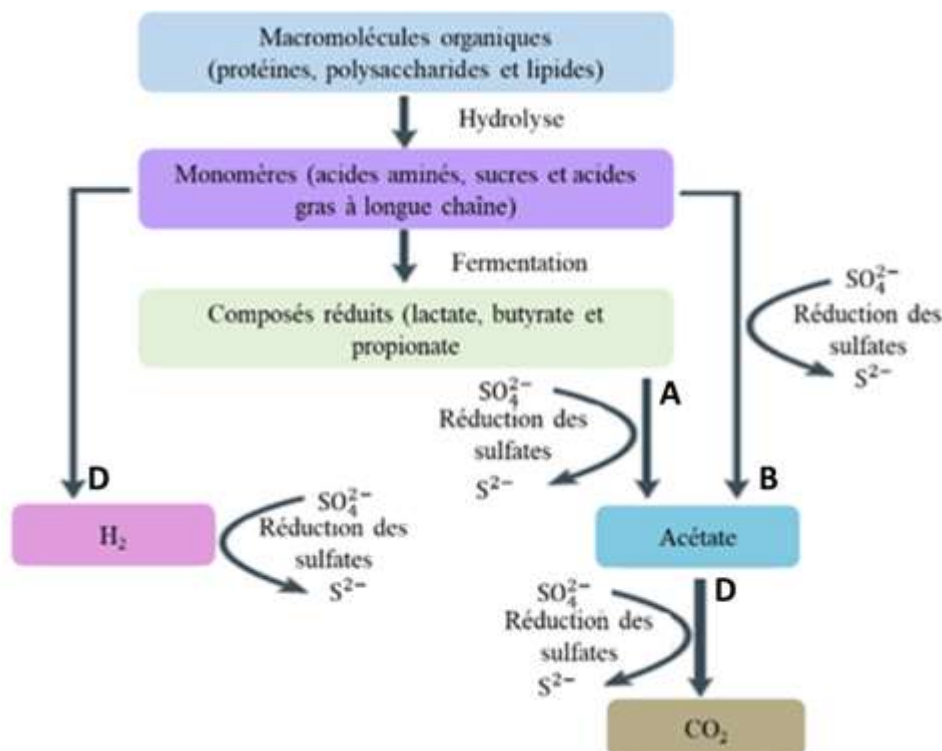 Macromolécules organiques
(protéines, polysaccharides et lipides)
Hydrolyse
Monomères (acides aminés, sucres et acides
gras à longue chaîne)
Fermentation
Composés réduits (lactate, butyrate et
propionate
SO₄²⁻
Réduction des
sulfates
S²⁻
A
SO₄²⁻
Réduction des
sulfates
S²⁻
D
B
H₂
SO₄²⁻
Réduction des
sulfates
S²⁻
Acétate
D
SO₄²⁻
Réduction des
sulfates
S²⁻
CO₂